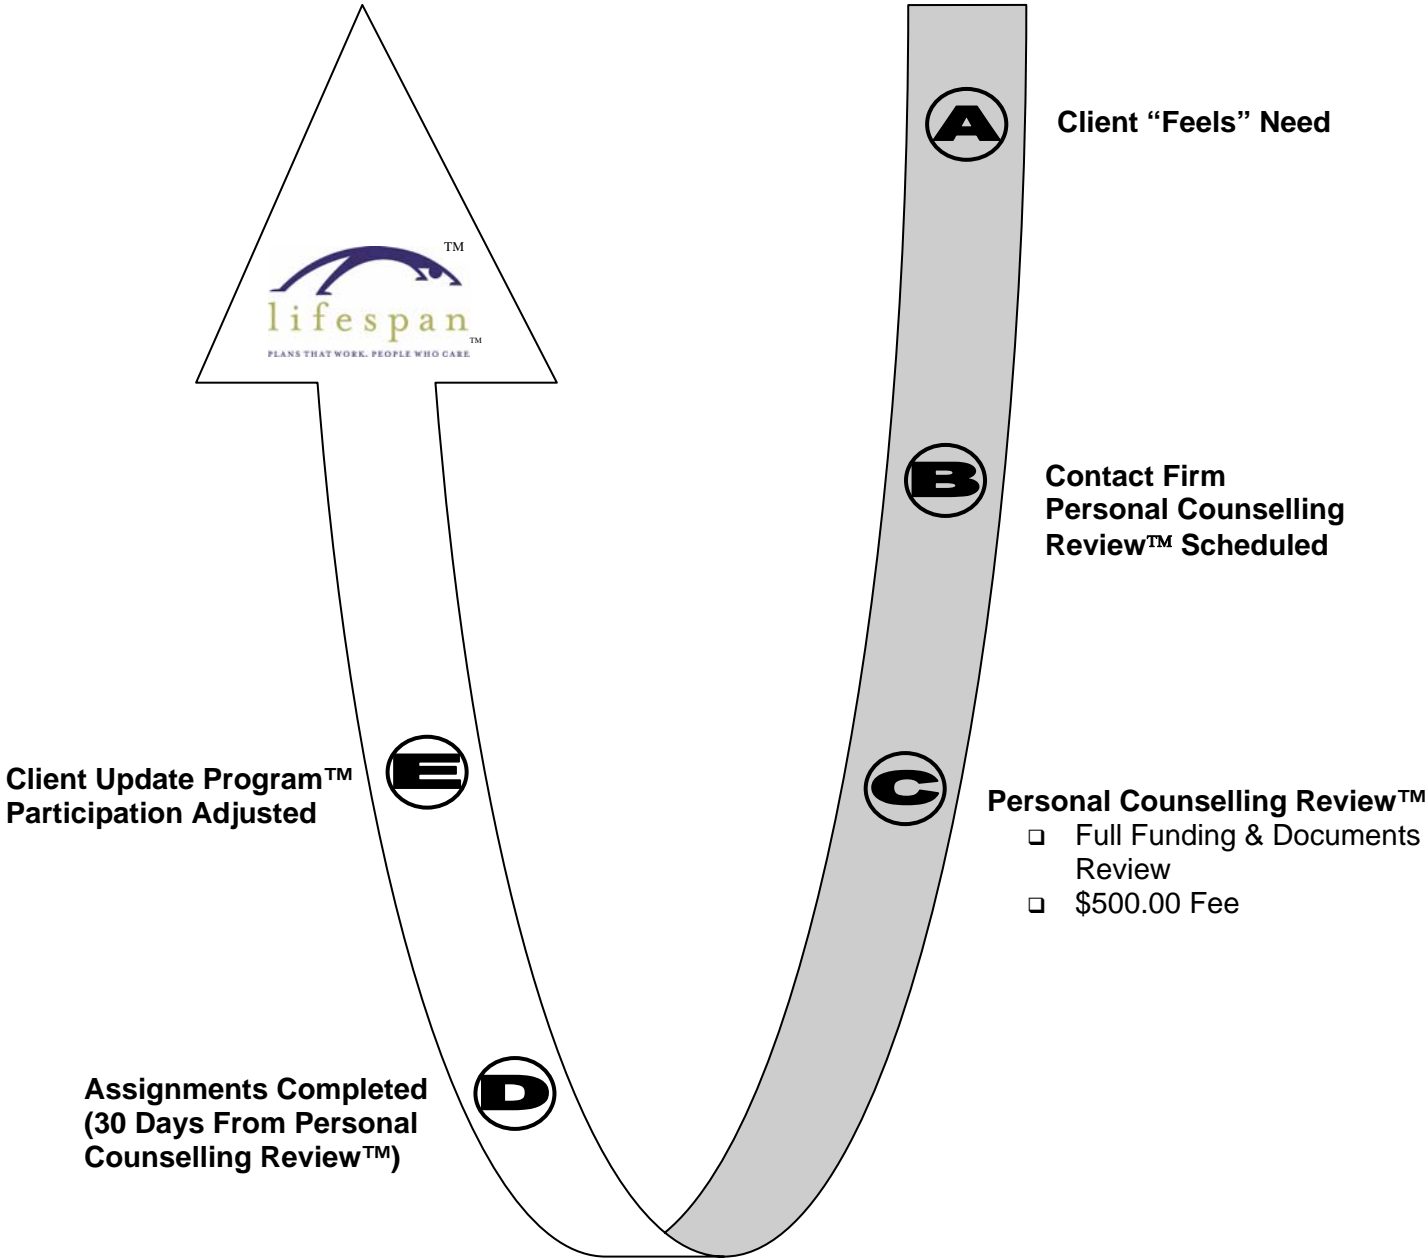 A
Client “Feels” Need
™
lifespan™
PLANS THAT WORK. PEOPLE WHO CARE
B
Contact Firm
Personal Counselling
Review™ Scheduled
C
Personal Counselling Review™
❑ Full Funding & Documents
Review
❑ $500.00 Fee
D
Assignments Completed
(30 Days From Personal
Counselling Review™)
E
Client Update Program™
Participation Adjusted